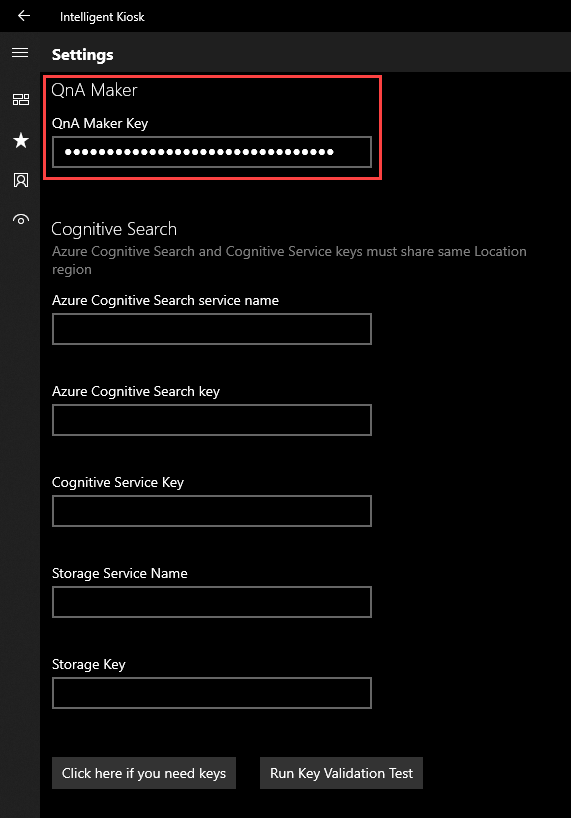 Intelligent Kiosk
Settings
QnA Maker
QnA Maker Key
●●●●●●●●●●●●●●●●●●●●●●●●●●●●●●●●
Cognitive Search
Azure Cognitive Search and Cognitive Service keys must share same Location
region
Azure Cognitive Search service name
Azure Cognitive Search key
Cognitive Service Key
Storage Service Name
Storage Key
Click here if you need keys
Run Key Validation Test